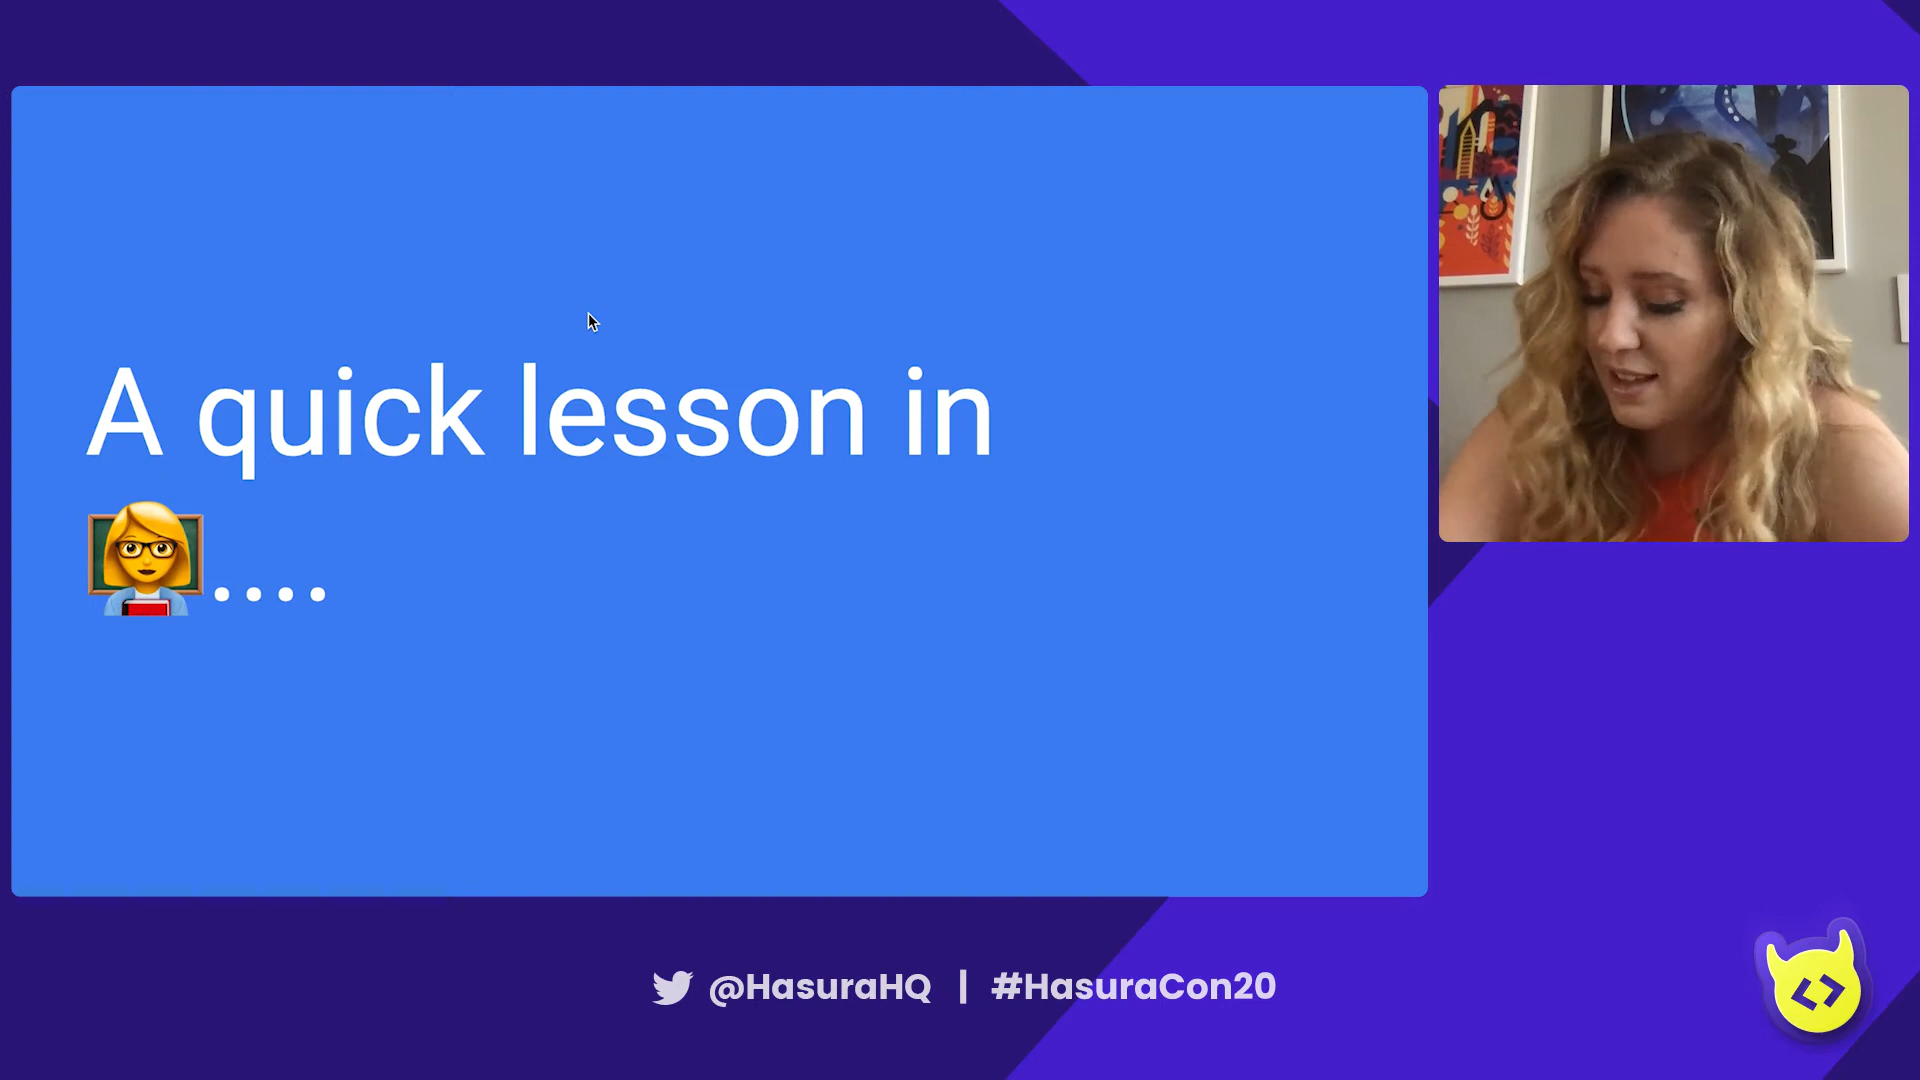 A quick lesson in
👩‍🏫....
@HasuraHQ | #HasuraCon20